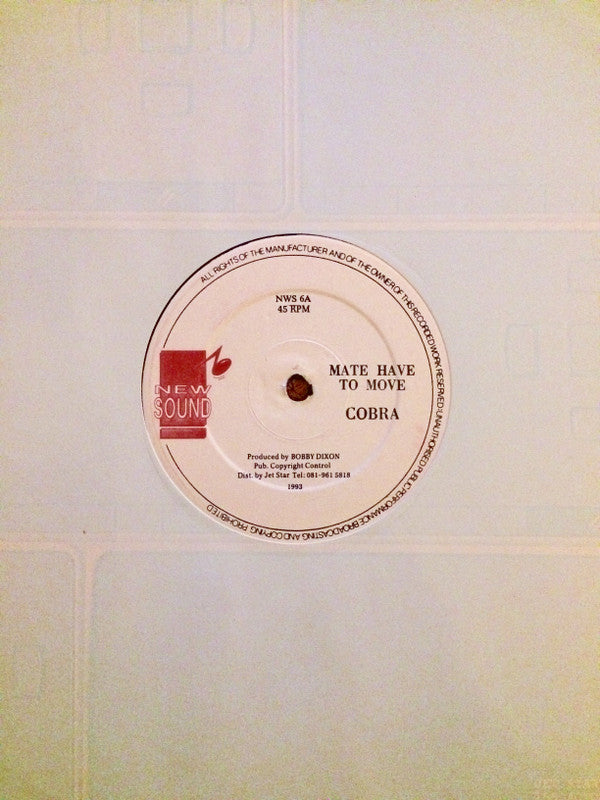 ALL RIGHTS OF THE MANUFACTURER AND OF THE OWNER OF THIS RECORDED WORK RESERVED. UNAUTHORISED PUBLIC PERFORMANCE BROADCASTING AND COPYING PROHIBITED
NWS 6A
45 RPM
NEW
SOUND
MATE HAVE
TO MOVE
COBRA
Produced by BOBBY DIXON
Pub. Copyright Control
Dist. by Jet Star Tel: 081-961 5818
1993